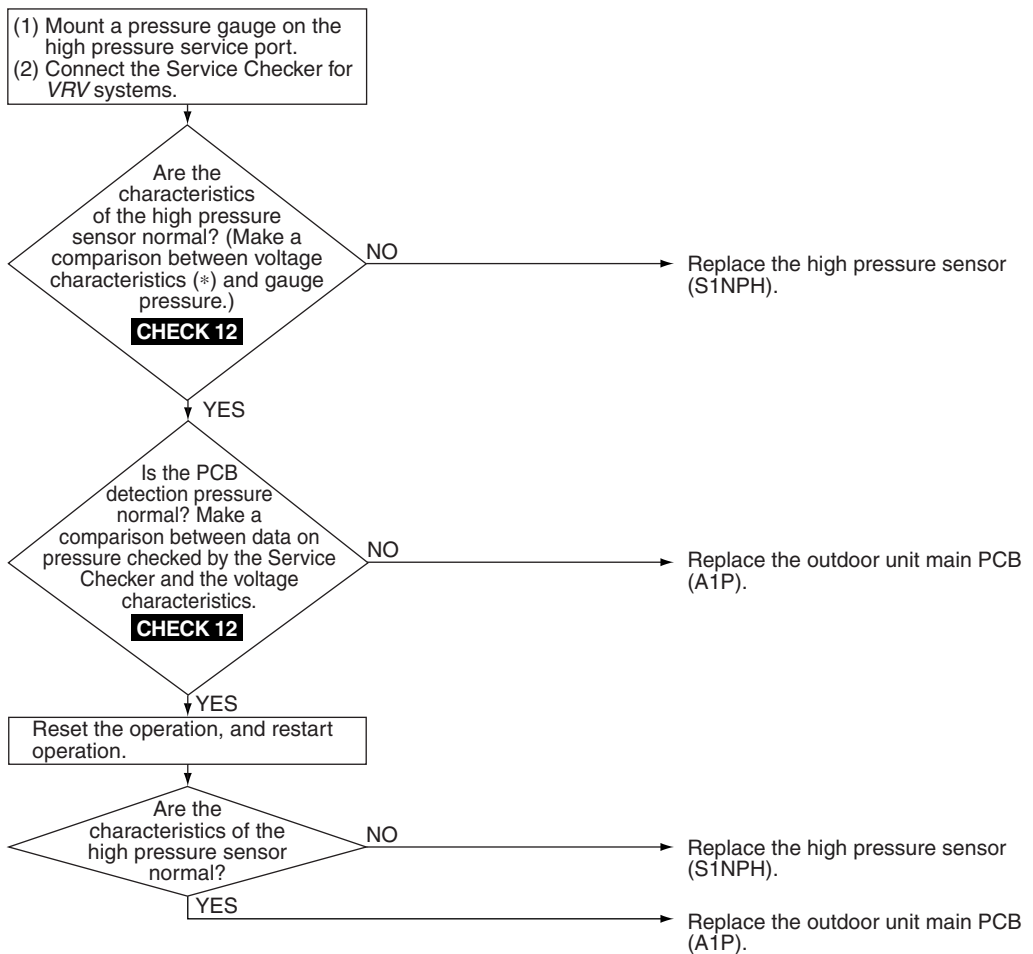 (1) Mount a pressure gauge on the
high pressure service port.
(2) Connect the Service Checker for
VRV systems.
Are the
characteristics
of the high pressure
sensor normal? (Make a
comparison between voltage
characteristics (*) and gauge
pressure.)
CHECK 12
NO
Replace the high pressure sensor
(S1NPH).
YES
Is the PCB
detection pressure
normal? Make a
comparison between data on
pressure checked by the Service
Checker and the voltage
characteristics.
CHECK 12
NO
Replace the outdoor unit main PCB
(A1P).
YES
Reset the operation, and restart
operation.
Are the
characteristics of the
high pressure sensor
normal?
NO
Replace the high pressure sensor
(S1NPH).
YES
Replace the outdoor unit main PCB
(A1P).